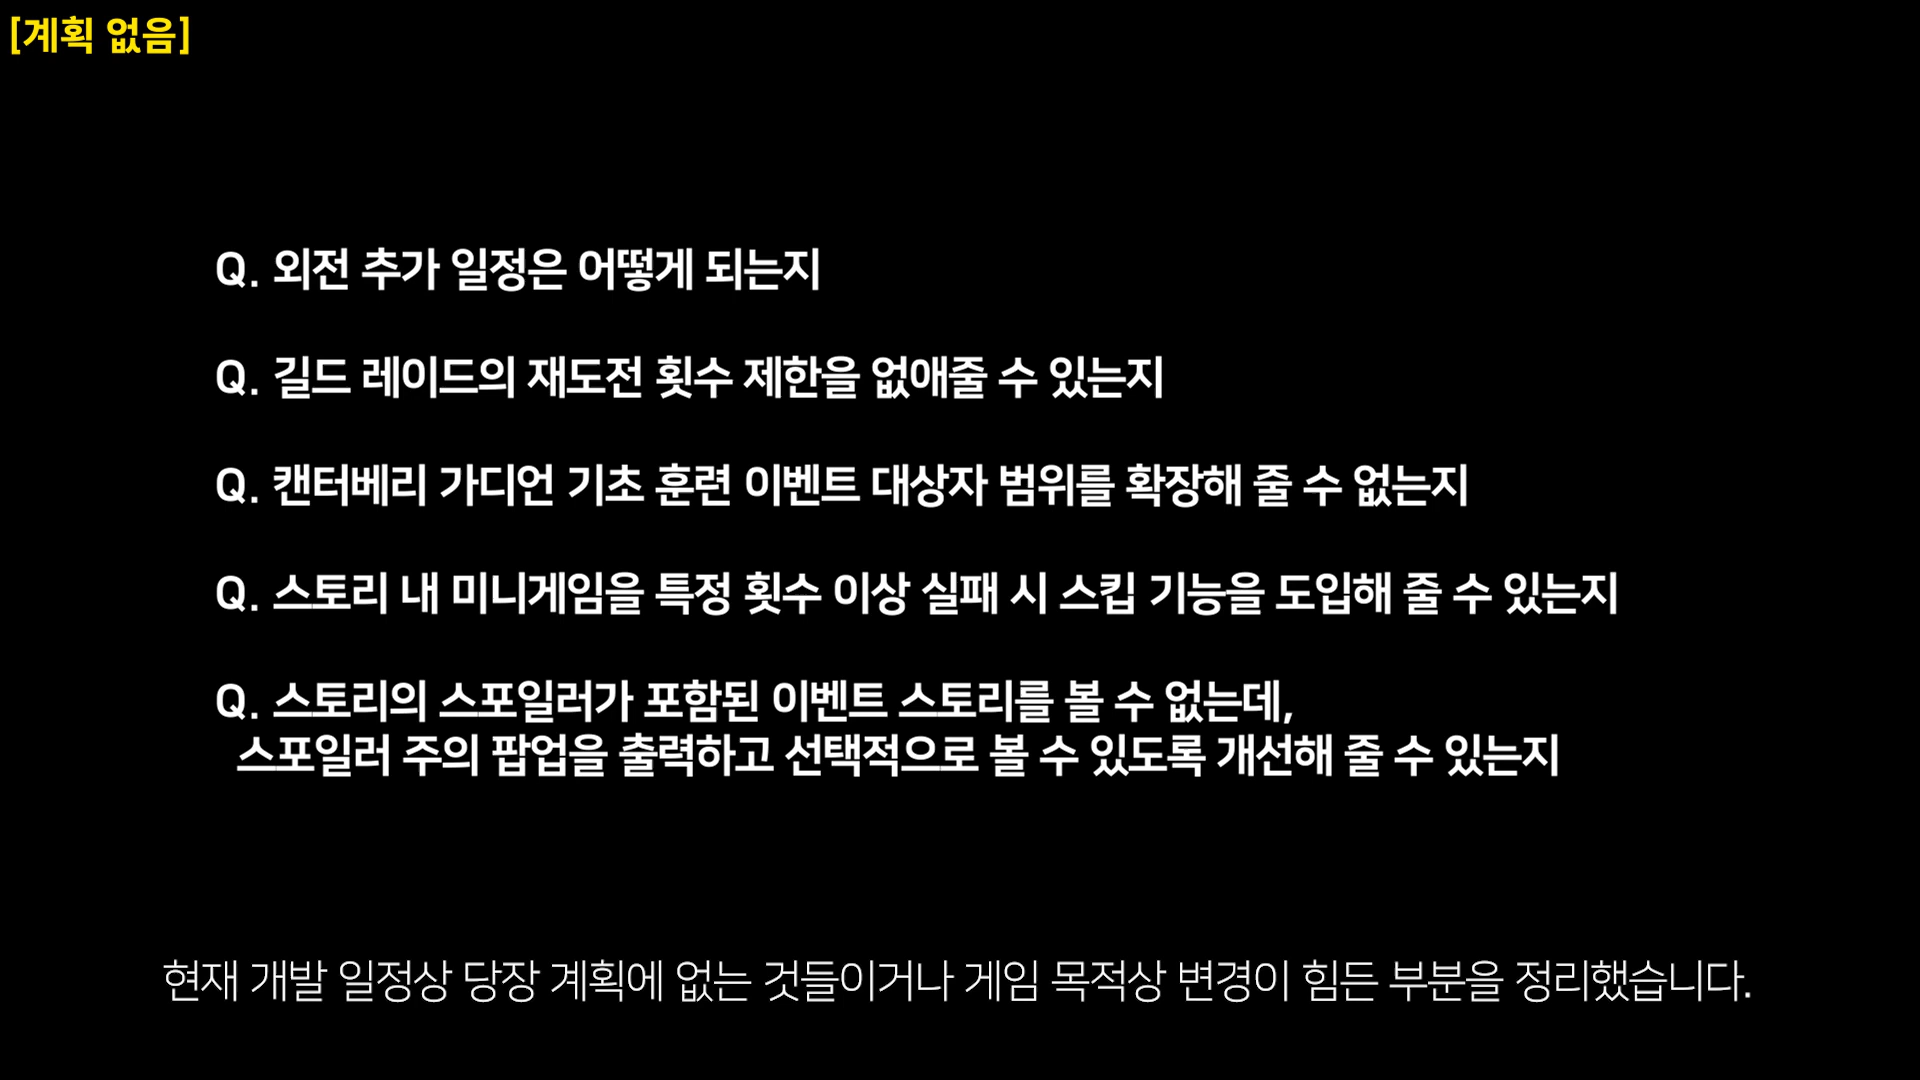 [계획 없음]
Q. 외전 추가 일정은 어떻게 되는지
Q. 길드 레이드의 재도전 횟수 제한을 없애줄 수 있는지
Q. 캔터베리 가디언 기초 훈련 이벤트 대상자 범위를 확장해 줄 수 없는지
Q. 스토리 내 미니게임을 특정 횟수 이상 실패 시 스킵 기능을 도입해 줄 수 있는지
Q. 스토리의 스포일러가 포함된 이벤트 스토리를 볼 수 없는데,
스포일러 주의 팝업을 출력하고 선택적으로 볼 수 있도록 개선해 줄 수 있는지
현재 개발 일정상 당장 계획에 없는 것들이거나 게임 목적상 변경이 힘든 부분을 정리했습니다.